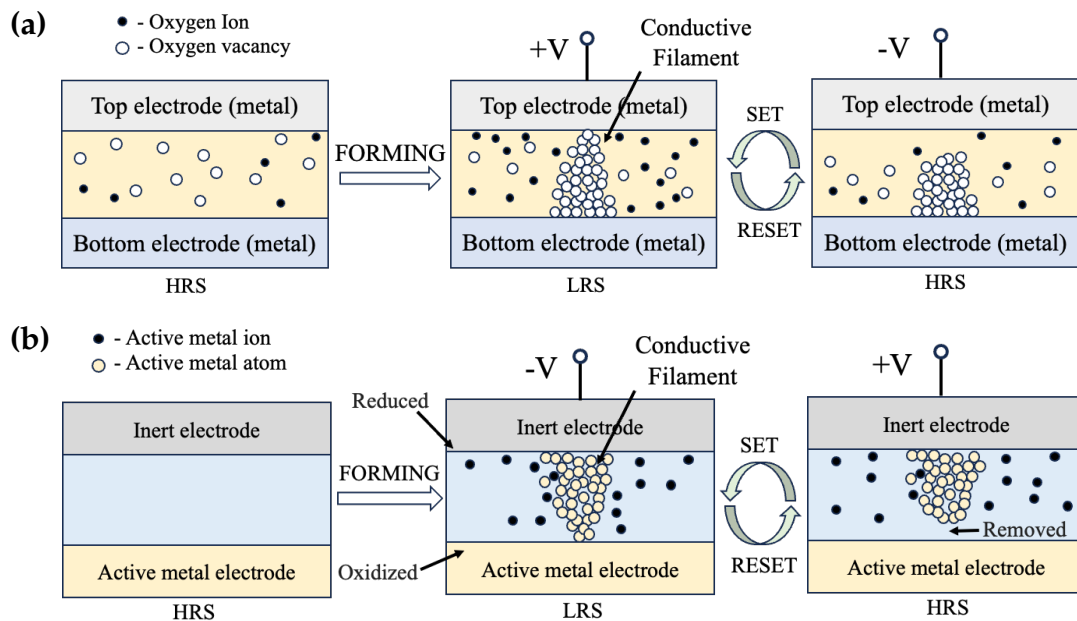 (a)
- Oxygen Ion
- Oxygen vacancy
+V
Conductive
Filament
-V
Top electrode (metal)
Bottom electrode (metal)
HRS
FORMING
Top electrode (metal)
Bottom electrode (metal)
LRS
SET
RESET
Top electrode (metal)
Bottom electrode (metal)
HRS
(b)
- Active metal ion
- Active metal atom
-V
Conductive
Filament
+V
Inert electrode
Active metal electrode
HRS
Reduced
FORMING
Oxidized
Inert electrode
Active metal electrode
LRS
SET
RESET
Inert electrode
Removed
Active metal electrode
HRS